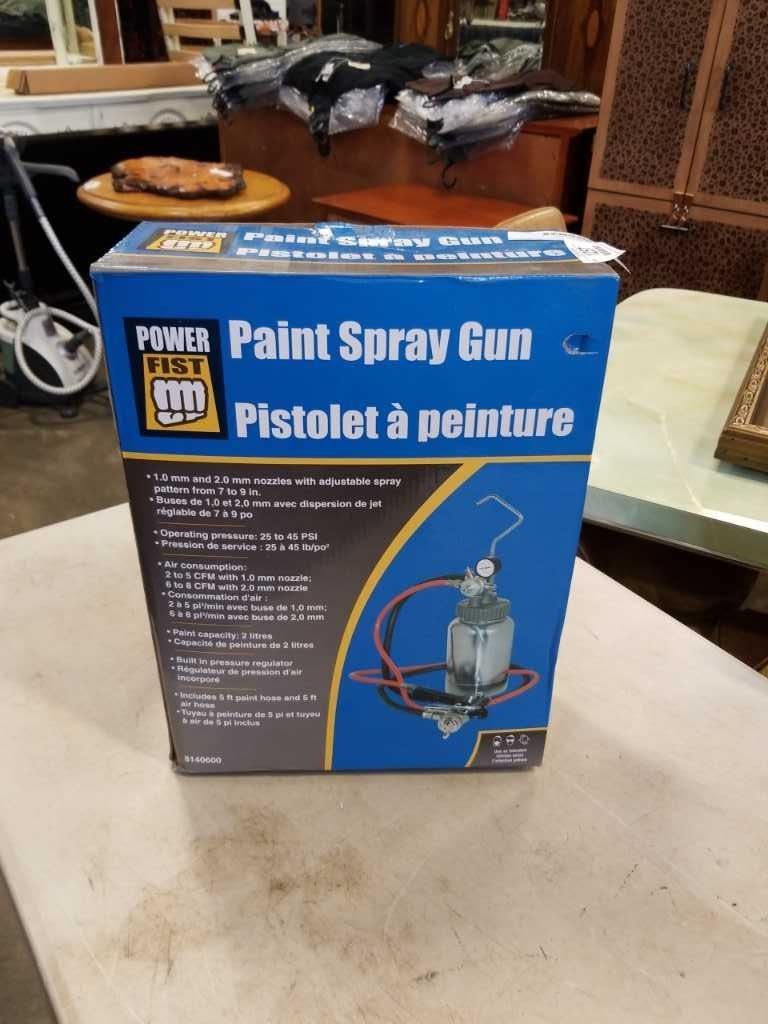 POWER FIST
Paint Spray Gun
Pistolet à peinture
POWER
FIST
Paint Spray Gun
Pistolet à peinture
• 1.0 mm and 2.0 mm nozzles with adjustable spray
pattern from 7 to 9 in.
• Buses de 1,0 et 2,0 mm avec dispersion de jet
réglable de 7 à 9 po
• Operating pressure: 25 to 45 PSI
• Pression de service : 25 à 45 lb/po²
• Air consumption:
2 to 5 CFM with 1.0 mm nozzle;
6 to 8 CFM with 2.0 mm nozzle
• Consommation d'air :
2 à 5 pi³/min avec buse de 1,0 mm;
6 à 8 pi³/min avec buse de 2,0 mm
• Paint capacity: 2 litres
• Capacité de peinture de 2 litres
• Built in pressure regulator
• Régulateur de pression d'air
incorporé
• Includes 5 ft paint hose and 5 ft
air hose
• Tuyau à peinture de 5 pi et tuyau
à air de 5 pi inclus
8140600